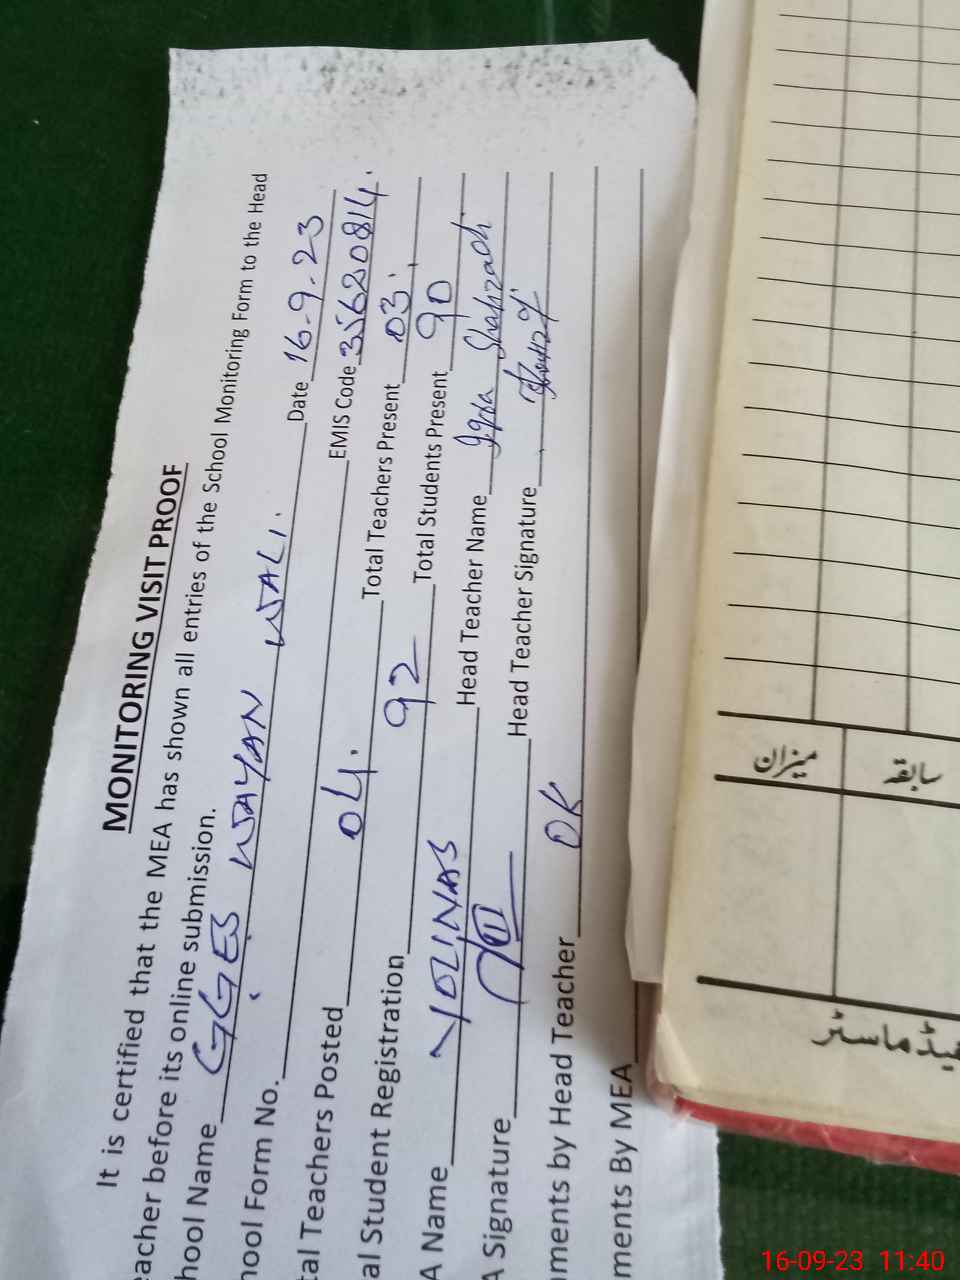 MONITORING VISIT PROOF
It is certified that the MEA has shown all entries of the School Monitoring Form to the Head
eacher before its online submission.
hool Name GGES WAYAN WALI. Date 16-9-23
hool Form No. EMIS Code 35620814.
tal Teachers Posted 04. Total Teachers Present 03.
al Student Registration 92 Total Students Present 90
A Name YOUNAS Head Teacher Name Iqra Shahzadi
A Signature Head Teacher Signature
mments by Head Teacher OK
mments By MEA
میزان
سابقہ
ہیڈ ماسٹر
16-09-23 11:40